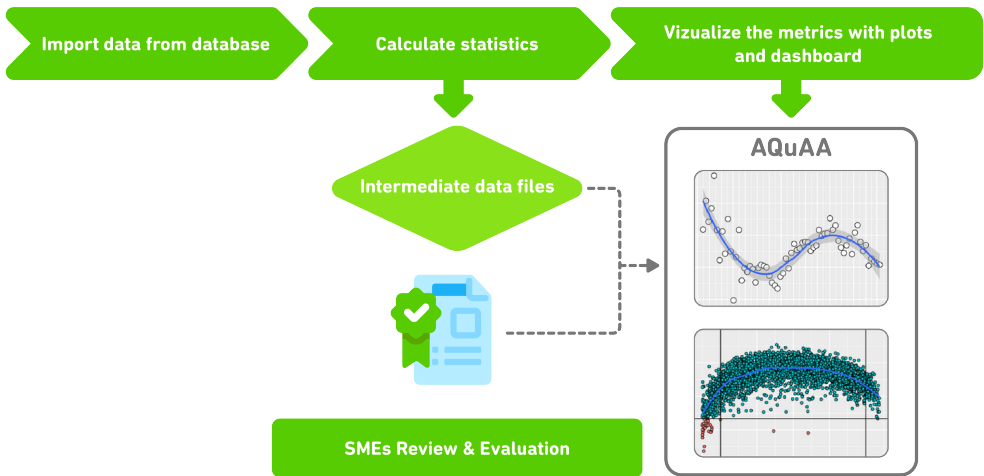 Import data from database
Calculate statistics
Vizualize the metrics with plots
and dashboard
AQuAA
Intermediate data files
SMEs Review & Evaluation